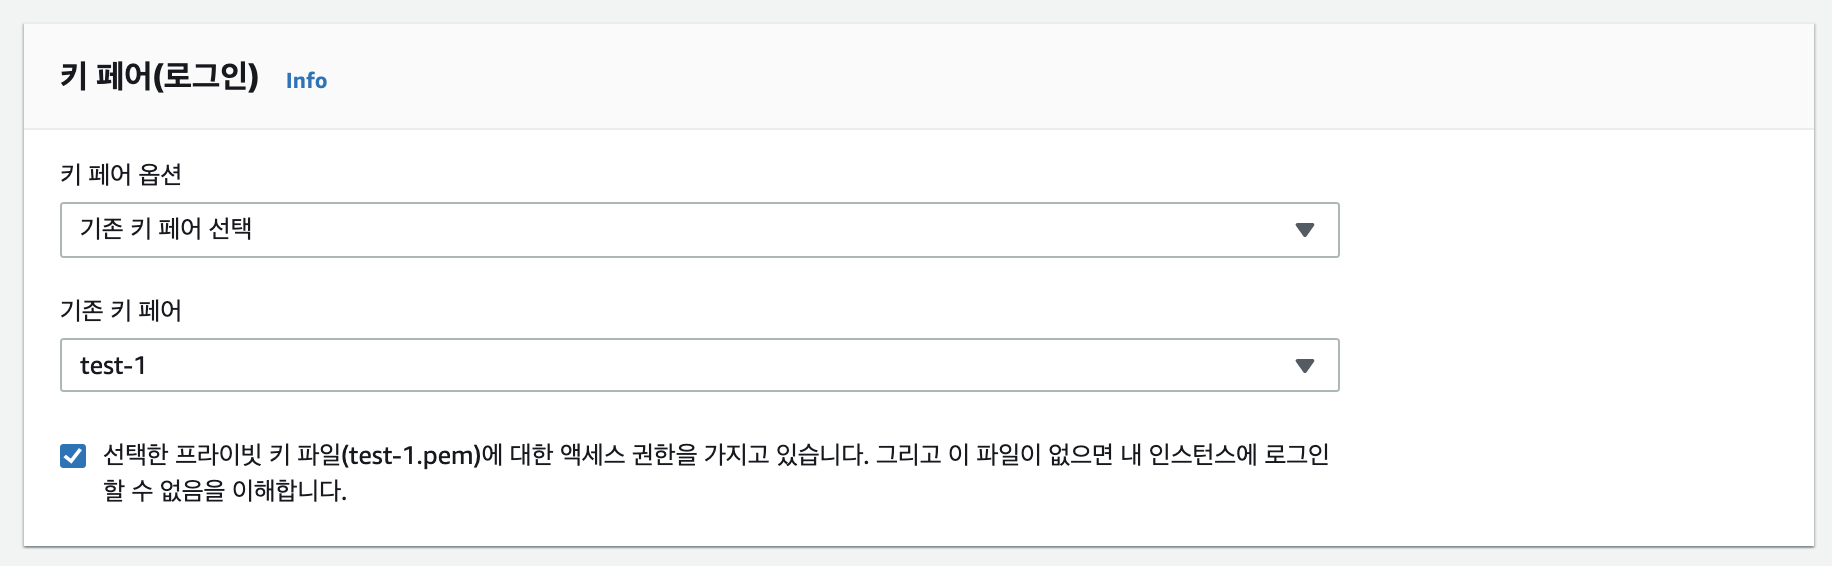 키 페어(로그인) Info
키 페어 옵션
기존 키 페어 선택
기존 키 페어
test-1
선택한 프라이빗 키 파일(test-1.pem)에 대한 액세스 권한을 가지고 있습니다. 그리고 이 파일이 없으면 내 인스턴스에 로그인
할 수 없음을 이해합니다.